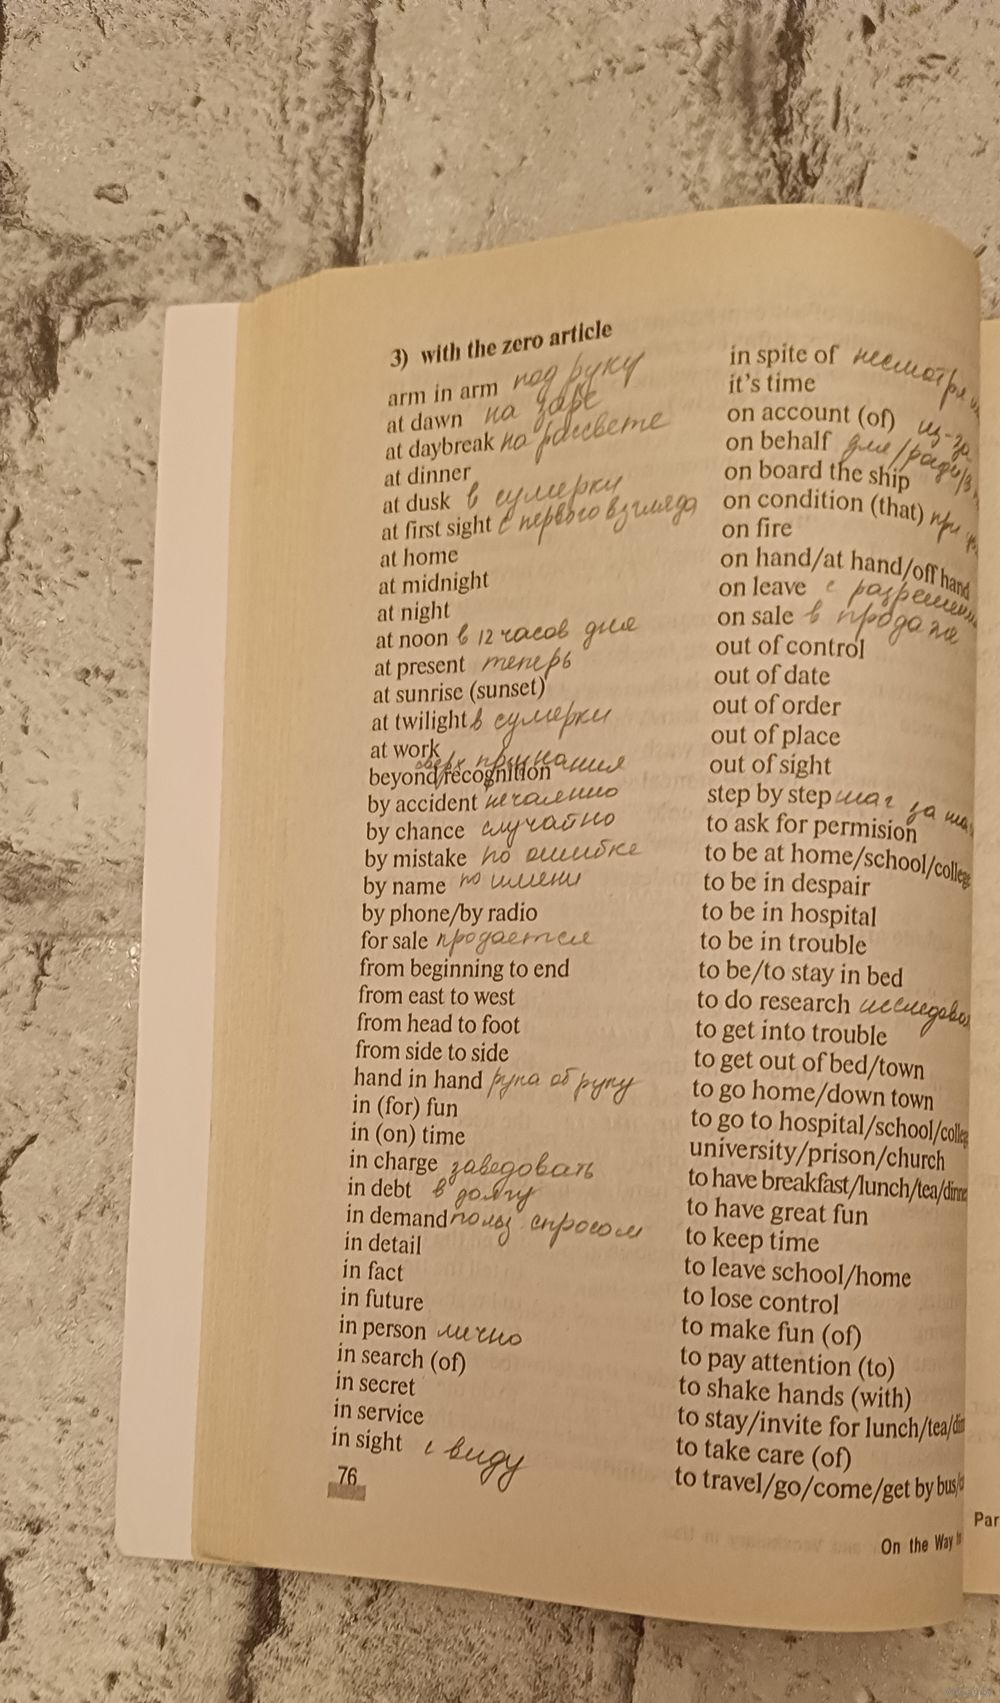 3) with the zero article
arm in arm под руку
at dawn на заре
at daybreak на рассвете
at dinner
at dusk в сумерки
at first sight с первого взгляда
at home
at midnight
at night
at noon в 12 часов дня
at present теперь
at sunrise (sunset)
at twilight в сумерки
at work
beyond/recognition сверх признания
by accident нечаянно
by chance случайно
by mistake по ошибке
by name по имени
by phone/by radio
for sale продается
from beginning to end
from east to west
from head to foot
from side to side
hand in hand рука об руку
in (for) fun
in (on) time
in charge заведовать
in debt в долгу
in demand польз. спросом
in detail
in fact
in future
in person лично
in search (of)
in secret
in service
in sight с виду
76
in spite of несмотря
it's time
on account (of) из-за
on behalf для/ради/в
on board the ship
on condition (that) при
on fire
on hand/at hand/off hand
on leave с
on sale в продаже
out of control
out of date
out of order
out of place
out of sight
step by step шаг за
to ask for permision
to be at home/school/college
to be in despair
to be in hospital
to be in trouble
to be/to stay in bed
to do research
to get into trouble
to get out of bed/town
to go home/down town
to go to hospital/school/
university/prison/church
to have breakfast/lunch/tea/
to have great fun
to keep time
to leave school/home
to lose control
to make fun (of)
to pay attention (to)
to shake hands (with)
to stay/invite for lunch/tea/
to take care (of)
to travel/go/come/get by bus/
On the Way
Par